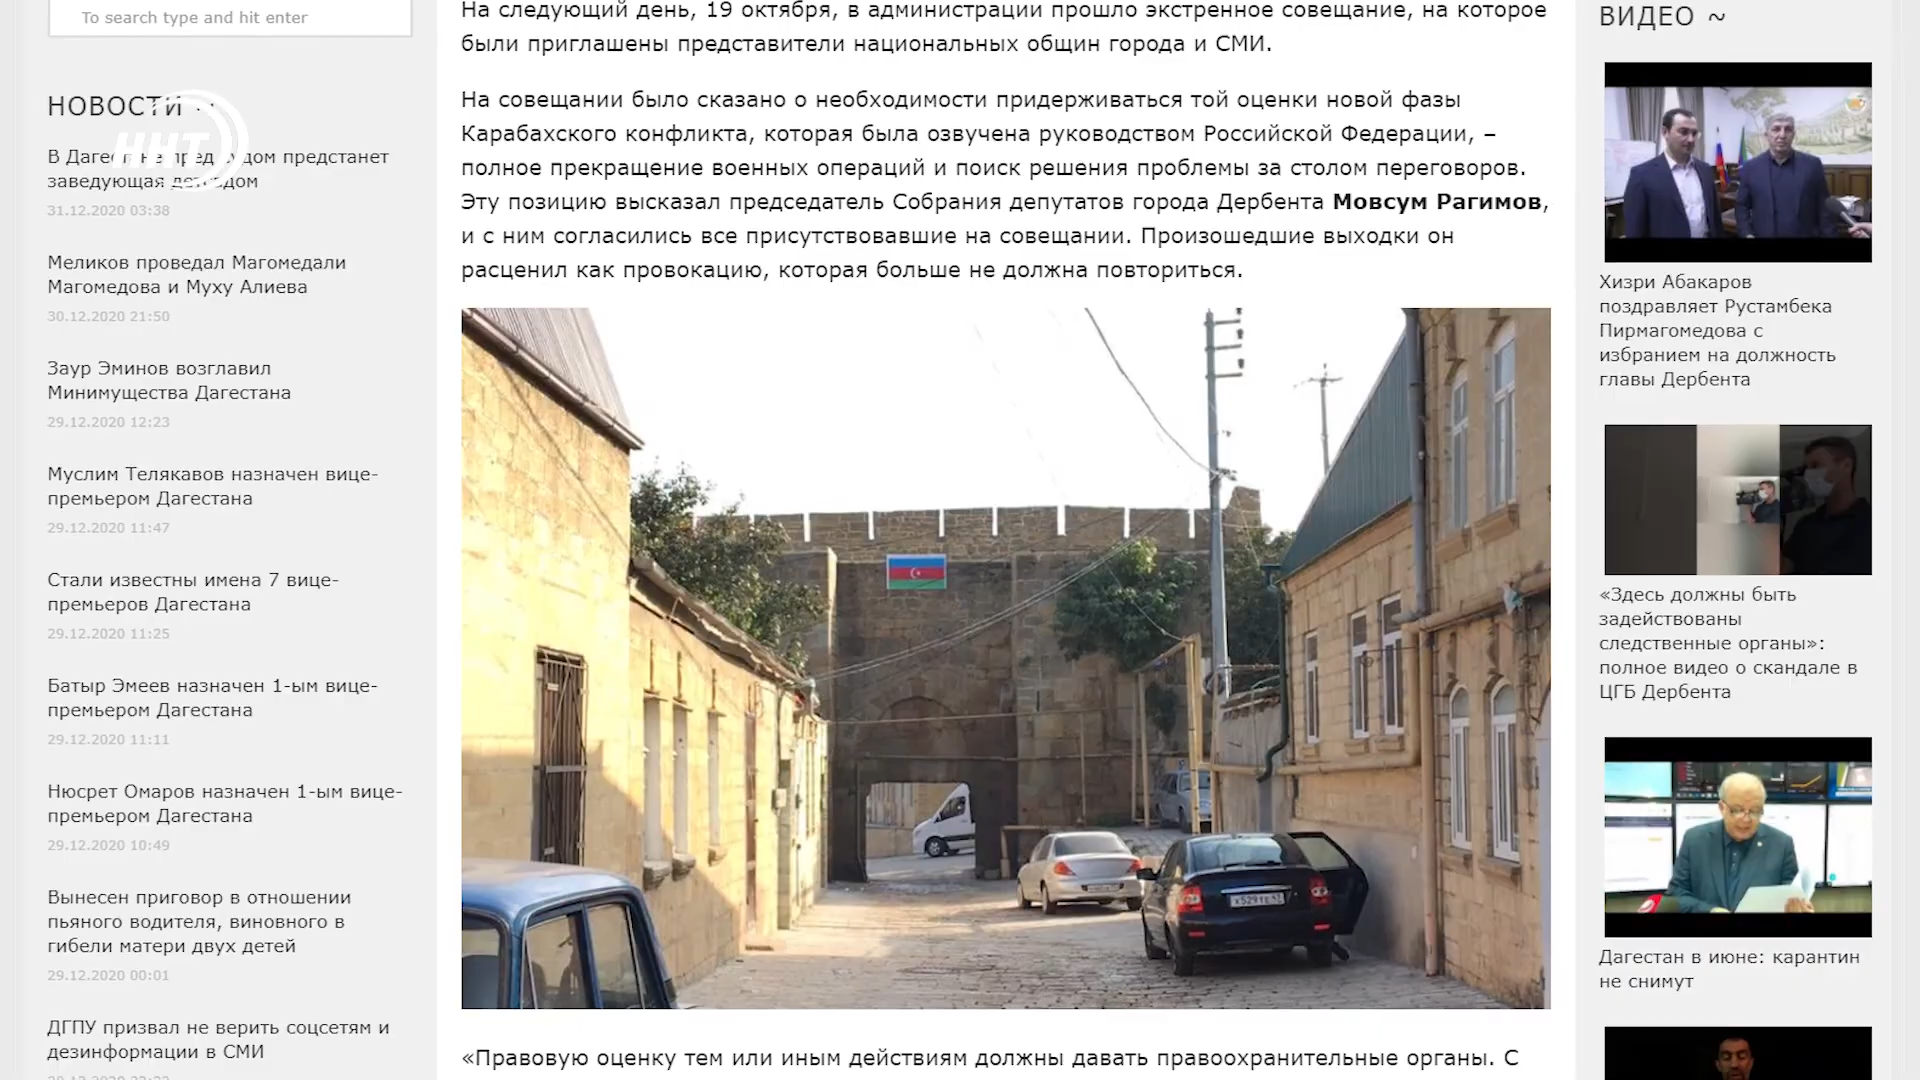 To search type and hit enter
НОВОСТИ ~
ННТ
В Дагестане пред судом предстанет
заведующая детсадом
31.12.2020 03:38
Меликов проведал Магомедали
Магомедова и Муху Алиева
30.12.2020 21:50
Заур Эминов возглавил
Минимущества Дагестана
29.12.2020 12:23
Муслим Телякавов назначен вице-
премьером Дагестана
29.12.2020 11:47
Стали известны имена 7 вице-
премьеров Дагестана
29.12.2020 11:25
Батыр Эмеев назначен 1-ым вице-
премьером Дагестана
29.12.2020 11:11
Нюсрет Омаров назначен 1-ым вице-
премьером Дагестана
29.12.2020 10:49
Вынесен приговор в отношении
пьяного водителя, виновного в
гибели матери двух детей
29.12.2020 00:01
ДГПУ призвал не верить соцсетям и
дезинформации в СМИ
На следующий день, 19 октября, в администрации прошло экстренное совещание, на которое
были приглашены представители национальных общин города и СМИ.
На совещании было сказано о необходимости придерживаться той оценки новой фазы
Карабахского конфликта, которая была озвучена руководством Российской Федерации, –
полное прекращение военных операций и поиск решения проблемы за столом переговоров.
Эту позицию высказал председатель Собрания депутатов города Дербента Мовсум Рагимов,
и с ним согласились все присутствовавшие на совещании. Произошедшие выходки он
расценил как провокацию, которая больше не должна повториться.
«Правовую оценку тем или иным действиям должны давать правоохранительные органы. С
ВИДЕО ~
Хизри Абакаров
поздравляет Рустамбека
Пирмагомедова с
избранием на должность
главы Дербента
«Здесь должны быть
задействованы
следственные органы»:
полное видео о скандале в
ЦГБ Дербента
Дагестан в июне: карантин
не снимут